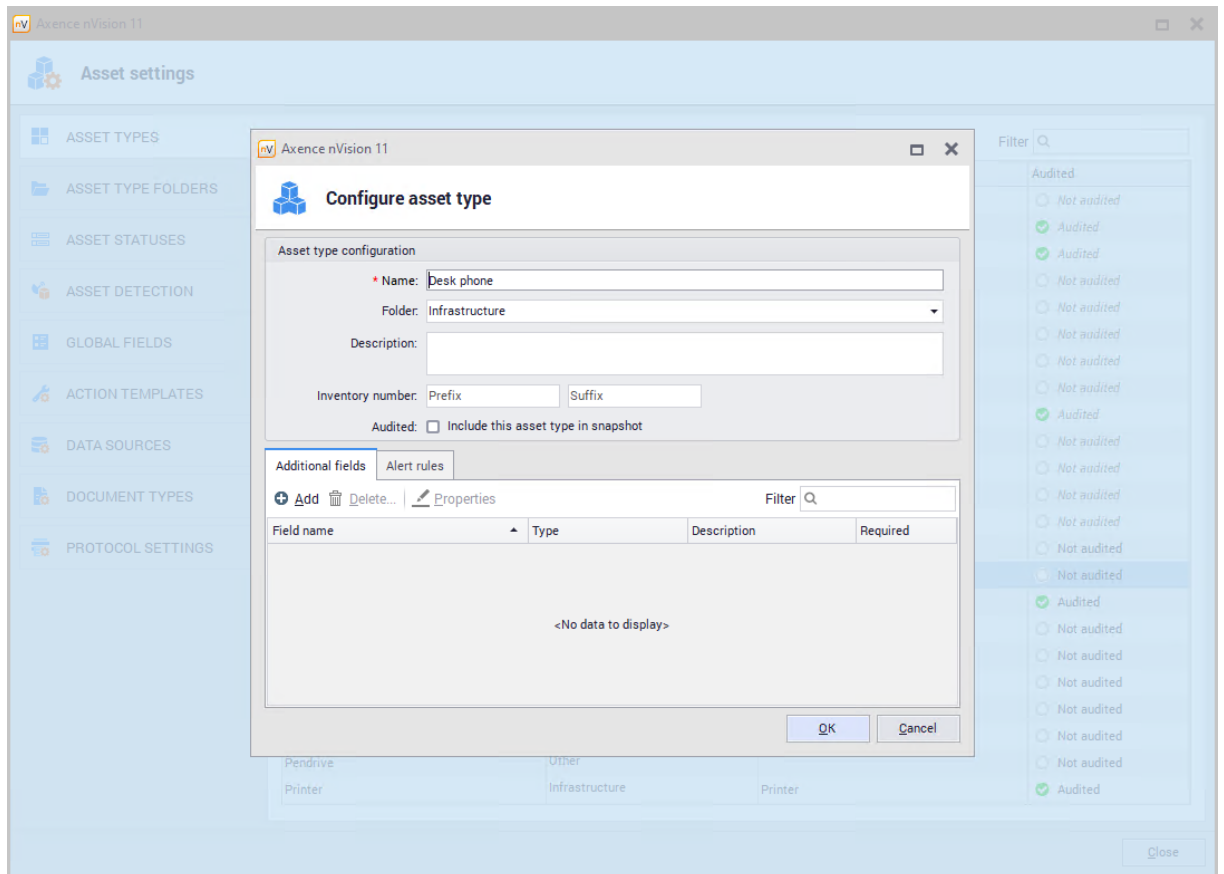 Axence nVision 11
Asset settings
ASSET TYPES
ASSET TYPE FOLDERS
ASSET STATUSES
ASSET DETECTION
GLOBAL FIELDS
ACTION TEMPLATES
DATA SOURCES
DOCUMENT TYPES
PROTOCOL SETTINGS
Filter
Audited
Not audited
Audited
Audited
Not audited
Not audited
Not audited
Not audited
Not audited
Audited
Not audited
Not audited
Not audited
Not audited
Not audited
Not audited
Audited
Not audited
Not audited
Not audited
Not audited
Not audited
Pendrive Other Not audited
Printer Infrastructure Printer Audited
Close
nV Axence nVision 11
Configure asset type
Asset type configuration
* Name: Desk phone
Folder: Infrastructure
Description:
Inventory number: Prefix Suffix
Audited: Include this asset type in snapshot
Additional fields Alert rules
Add Delete... Properties Filter
Field name Type Description Required
<No data to display>
OK Cancel